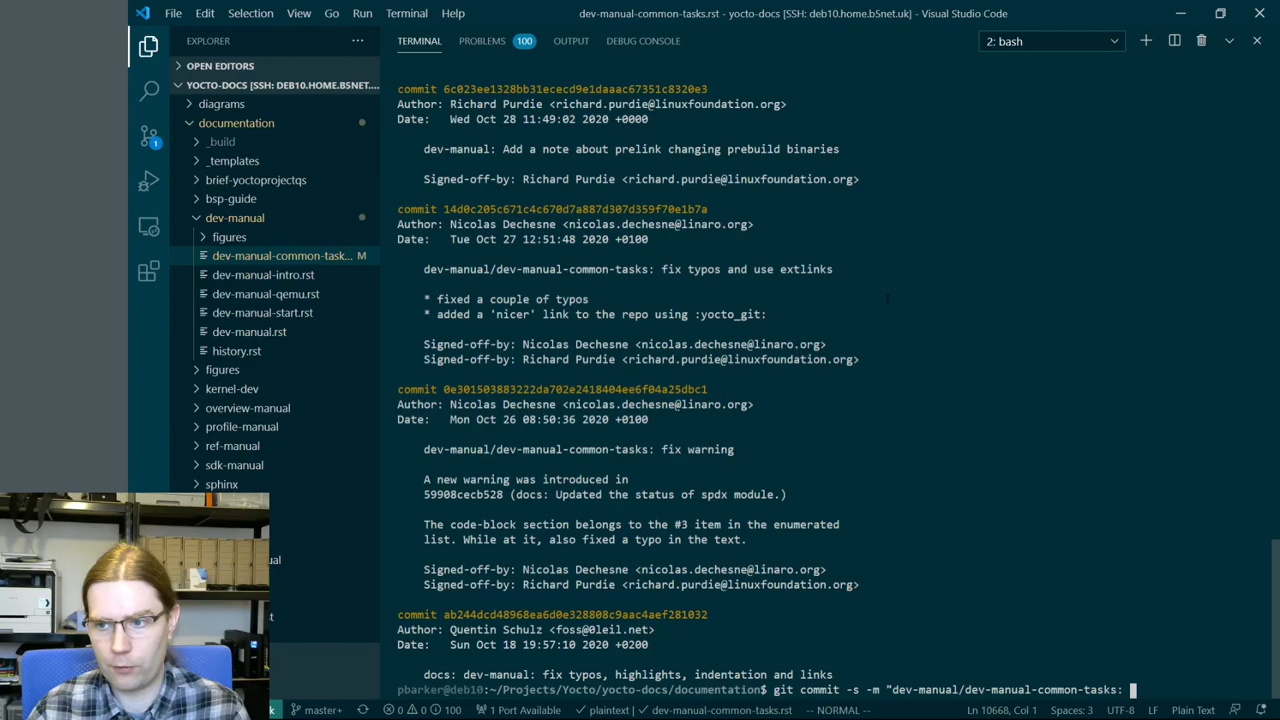 File Edit Selection View Go Run Terminal Help
dev-manual-common-tasks.rst - yocto-docs [SSH: deb10.home.b5net.uk] - Visual Studio Code
EXPLORER
OPEN EDITORS
YOCTO-DOCS [SSH: DEB10.HOME.B5NET....
diagrams
documentation
_build
_templates
brief-yoctoprojectqs
bsp-guide
dev-manual
figures
dev-manual-common-task... M
dev-manual-intro.rst
dev-manual-qemu.rst
dev-manual-start.rst
dev-manual.rst
history.rst
figures
kernel-dev
overview-manual
profile-manual
ref-manual
sdk-manual
sphinx
TERMINAL PROBLEMS 100 OUTPUT DEBUG CONSOLE 2: bash
commit 6c023ee1328bb31ececd9e1daaac67351c8320e3
Author: Richard Purdie <richard.purdie@linuxfoundation.org>
Date: Wed Oct 28 11:49:02 2020 +0000
dev-manual: Add a note about prelink changing prebuild binaries
Signed-off-by: Richard Purdie <richard.purdie@linuxfoundation.org>
commit 14d0c205c671c4c670d7a887d307d359f70e1b7a
Author: Nicolas Dechesne <nicolas.dechesne@linaro.org>
Date: Tue Oct 27 12:51:48 2020 +0100
dev-manual/dev-manual-common-tasks: fix typos and use extlinks
* fixed a couple of typos
* added a 'nicer' link to the repo using :yocto_git:
Signed-off-by: Nicolas Dechesne <nicolas.dechesne@linaro.org>
Signed-off-by: Richard Purdie <richard.purdie@linuxfoundation.org>
commit 0e301503883222da702e2418404ee6f04a25dbc1
Author: Nicolas Dechesne <nicolas.dechesne@linaro.org>
Date: Mon Oct 26 08:50:36 2020 +0100
dev-manual/dev-manual-common-tasks: fix warning
A new warning was introduced in
59908cecb528 (docs: Updated the status of spdx module.)
The code-block section belongs to the #3 item in the enumerated
list. While at it, also fixed a typo in the text.
Signed-off-by: Nicolas Dechesne <nicolas.dechesne@linaro.org>
Signed-off-by: Richard Purdie <richard.purdie@linuxfoundation.org>
commit ab244dcd48968ea6d0e328808c9aac4aef281032
Author: Quentin Schulz <foss@0leil.net>
Date: Sun Oct 18 19:57:10 2020 +0200
docs: dev-manual: fix typos, highlights, indentation and links
pbarker@deb10:~/Projects/Yocto/yocto-docs/documentation$ git commit -s -m "dev-manual/dev-manual-common-tasks:
master+ 0 0 100 1 Port Available plaintext | dev-manual-common-tasks.rst -- NORMAL -- Ln 10668, Col 1 Spaces: 3 UTF-8 LF Plain Text